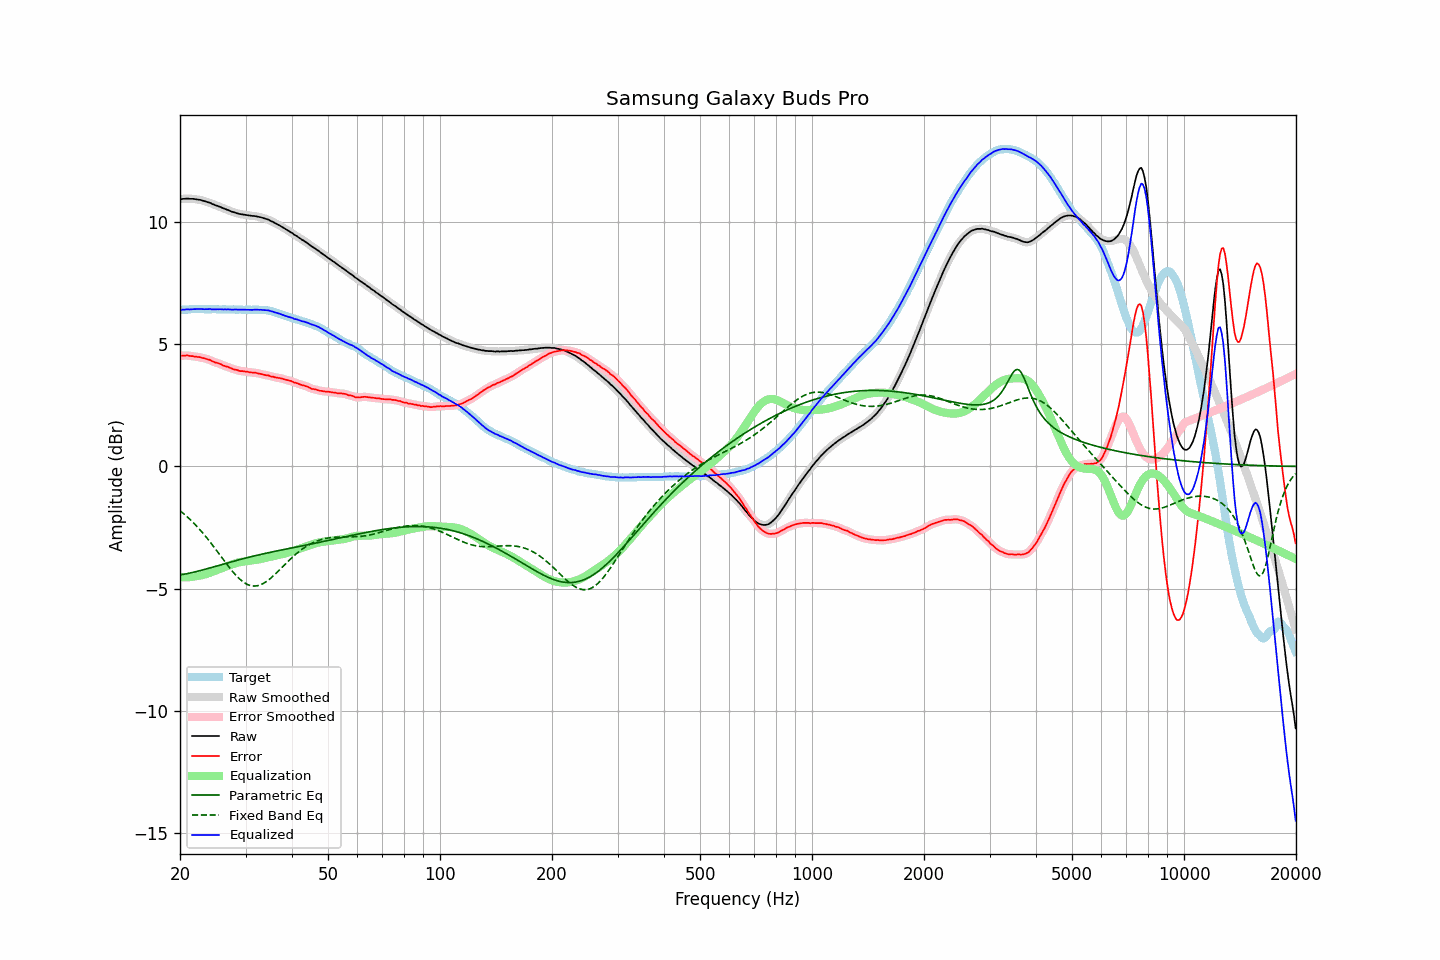 Samsung Galaxy Buds Pro
Amplitude (dBr)
10
5
0
−5
−10
−15
Target
Raw Smoothed
Error Smoothed
Raw
Error
Equalization
Parametric Eq
Fixed Band Eq
Equalized
20 50 100 200 500 1000 2000 5000 10000 20000
Frequency (Hz)